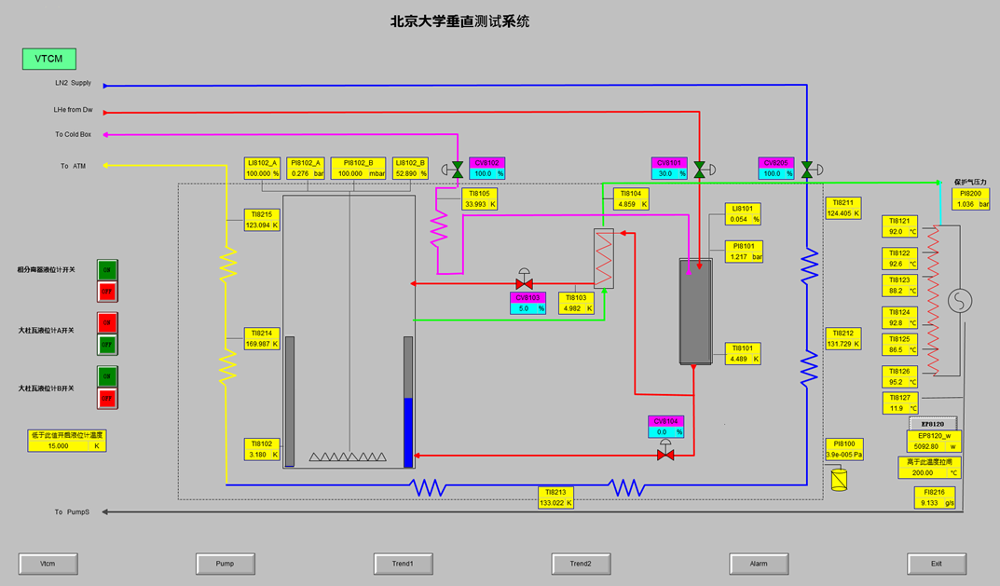 北京大学垂直测试系统
VTCM
LN2 Supply
LHe from Dw
To Cold Box
To ATM
LI8102_A
100.000 %
PI8102_A
0.276 bar
PI8102_B
100.000 mbar
LI8102_B
52.890 %
CV8102
100.0 %
CV8101
30.0 %
CV8205
100.0 %
保护气压力
PI8200
1.036 bar
TI8105
33.993 K
TI8104
4.859 K
LI8101
0.054 %
TI8211
124.405 K
TI8215
123.094 K
TI8121
92.0 ℃
PI8101
1.217 bar
TI8122
92.6 ℃
相分离器液位计开关
ON
OFF
TI8123
88.2 ℃
CV8103
5.0 %
TI8103
4.982 K
TI8124
92.8 ℃
大杜瓦液位计A开关
ON
OFF
TI8214
169.987 K
TI8212
131.729 K
TI8125
86.5 ℃
TI8101
4.489 K
TI8126
95.2 ℃
大杜瓦液位计B开关
ON
OFF
TI8127
11.9 ℃
CV8104
0.0 %
EP8120
EP8120_w
5092.80 w
低于此值开启液位计温度
15.000 K
TI8102
3.180 K
PI8100
3.9e-005 Pa
高于此温度拉闸
200.00 ℃
TI8213
133.022 K
FI8216
9.133 g/s
To PumpS
Vtcm
Pump
Trend1
Trend2
Alarm
Exit